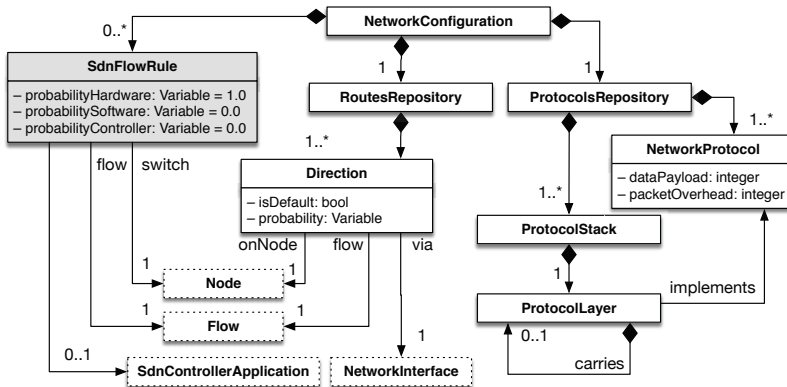 NetworkConfiguration
0..*
1
1
SdnFlowRule
– probabilityHardware: Variable = 1.0
– probabilitySoftware: Variable = 0.0
– probabilityController: Variable = 0.0
RoutesRepository
ProtocolsRepository
1..*
1..*
flow
switch
Direction
– isDefault: bool
– probability: Variable
NetworkProtocol
– dataPayload: integer
– packetOverhead: integer
1..*
onNode
flow
via
ProtocolStack
1
1
Node
1
implements
ProtocolLayer
1
Flow
1
0..1
carries
0..1
SdnControllerApplication
1
NetworkInterface